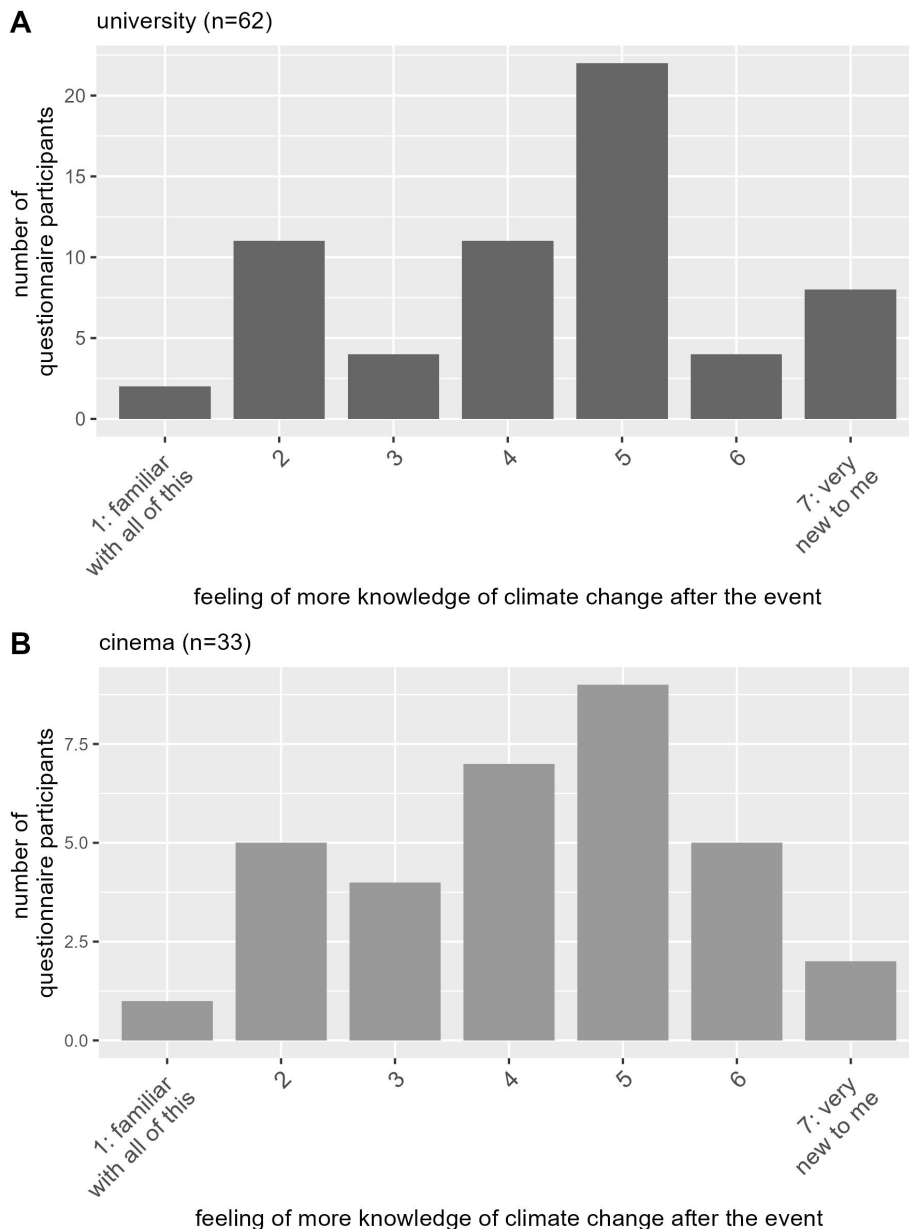 A
university (n=62)
number of
questionnaire participants
20
15
10
5
0
1: familiar
with all of this
2
3
4
5
6
7: very
new to me
feeling of more knowledge of climate change after the event
B
cinema (n=33)
number of
questionnaire participants
7.5
5.0
2.5
0.0
1: familiar
with all of this
2
3
4
5
6
7: very
new to me
feeling of more knowledge of climate change after the event